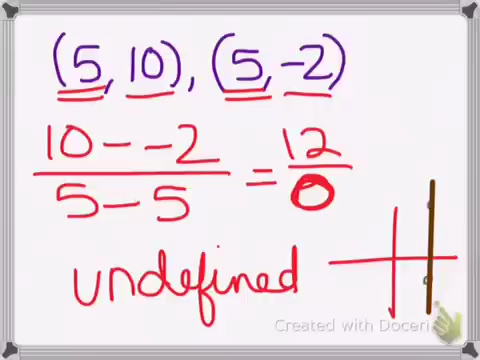 (5, 10), (5, -2)
10 - -2
5 - 5
= 12
0
undefined
Created with Doceri